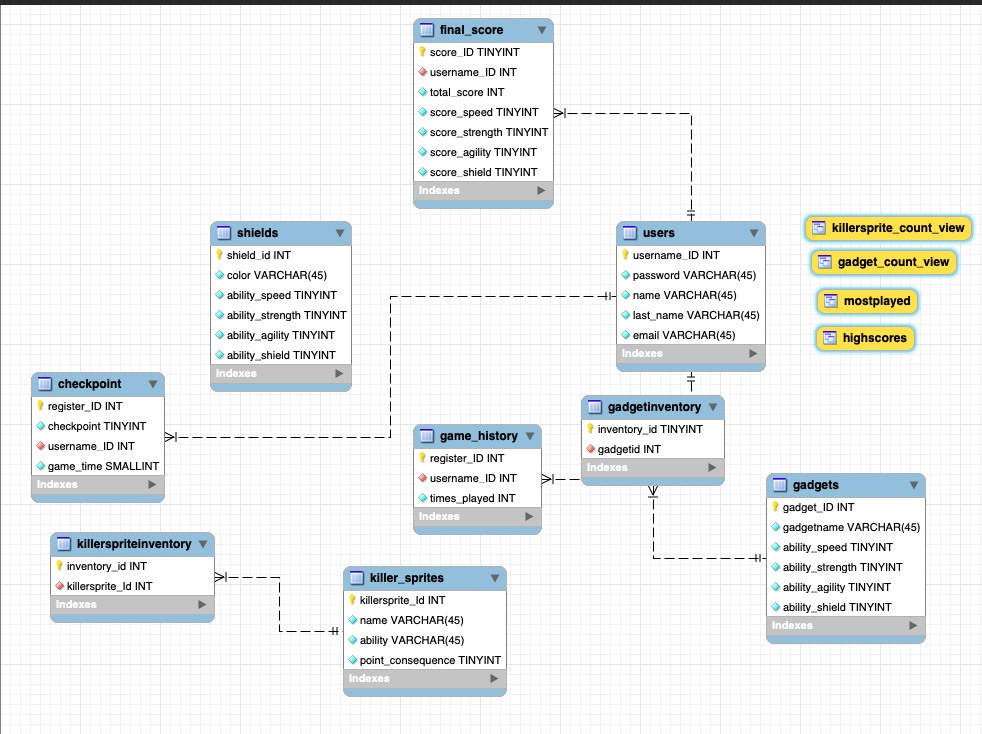 final_score
score_ID TINYINT
username_ID INT
total_score INT
score_speed TINYINT
score_strength TINYINT
score_agility TINYINT
score_shield TINYINT
Indexes
shields
shield_id INT
color VARCHAR(45)
ability_speed TINYINT
ability_strength TINYINT
ability_agility TINYINT
ability_shield TINYINT
Indexes
users
username_ID INT
password VARCHAR(45)
name VARCHAR(45)
last_name VARCHAR(45)
email VARCHAR(45)
Indexes
killersprite_count_view
gadget_count_view
mostplayed
highscores
checkpoint
register_ID INT
checkpoint TINYINT
username_ID INT
game_time SMALLINT
Indexes
game_history
register_ID INT
username_ID INT
times_played INT
Indexes
gadgetinventory
inventory_id TINYINT
gadgetid INT
Indexes
gadgets
gadget_ID INT
gadgetname VARCHAR(45)
ability_speed TINYINT
ability_strength TINYINT
ability_agility TINYINT
ability_shield TINYINT
Indexes
killerspriteinventory
inventory_id INT
killersprite_Id INT
Indexes
killer_sprites
killersprite_Id INT
name VARCHAR(45)
ability VARCHAR(45)
point_consequence TINYINT
Indexes